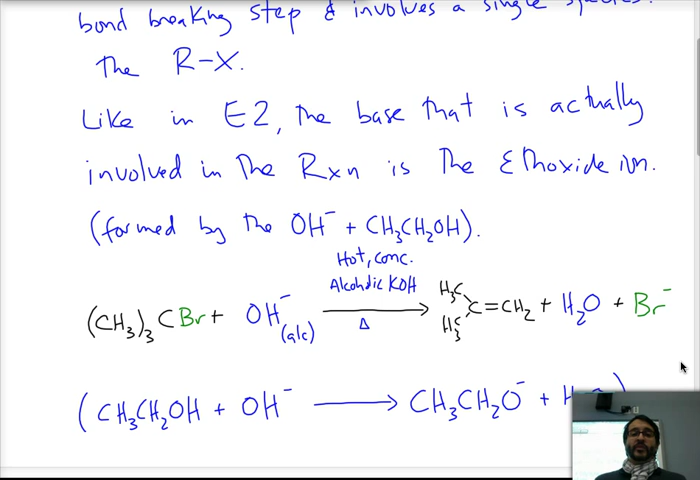 bond breaking step & involves a single species:
the R-X.
Like in E2, the base that is actually
involved in the Rxn is the Ethoxide ion.
(formed by the OH⁻ + CH₃CH₂OH).
Hot, conc.
Alcoholic KOH
(CH₃)₃CBr + OH⁻(alc) ⟶ H₃C H₃C C=CH₂ + H₂O + Br⁻
Δ
(CH₃CH₂OH + OH⁻ ⟶ CH₃CH₂O⁻ +